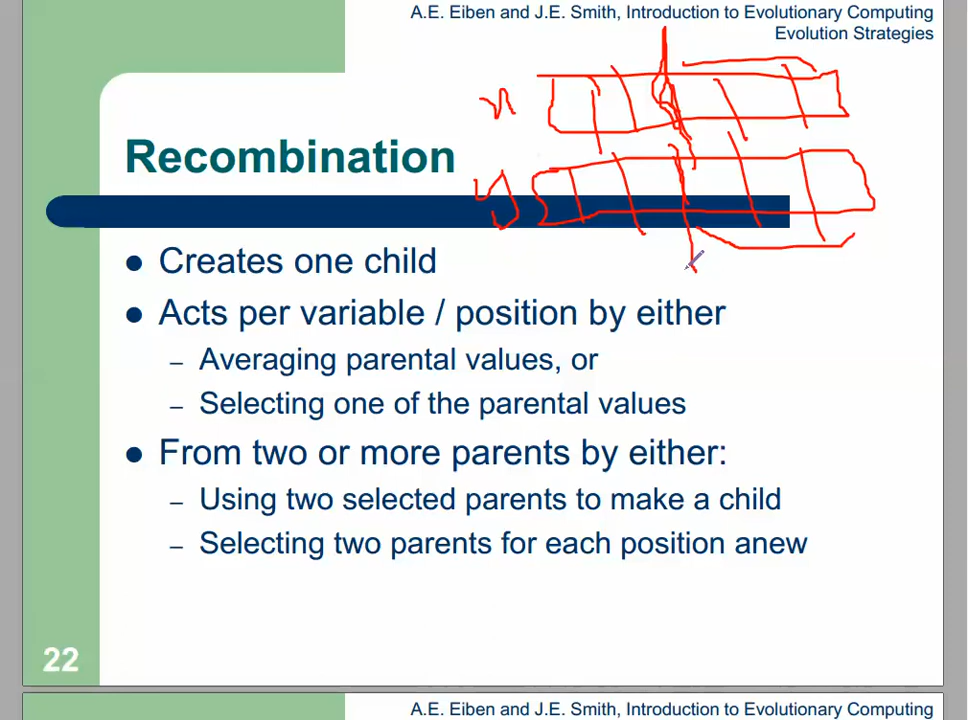 A.E. Eiben and J.E. Smith, Introduction to Evolutionary Computing
Evolution Strategies
Recombination
y
● Creates one child
● Acts per variable / position by either
– Averaging parental values, or
– Selecting one of the parental values
● From two or more parents by either:
– Using two selected parents to make a child
– Selecting two parents for each position anew
22
A.E. Eiben and J.E. Smith, Introduction to Evolutionary Computing